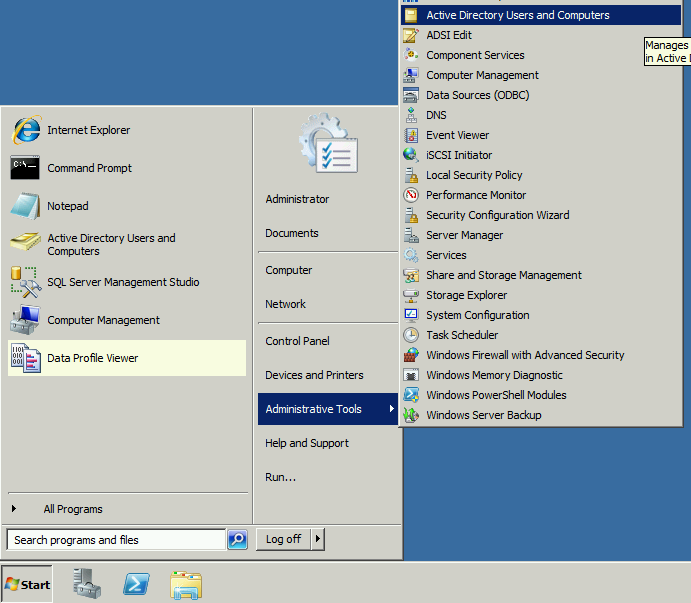 Internet Explorer
Command Prompt
Notepad
Active Directory Users and
Computers
SQL Server Management Studio
Computer Management
Data Profile Viewer
All Programs
Search programs and files
Administrator
Documents
Computer
Network
Control Panel
Devices and Printers
Administrative Tools
Help and Support
Run...
Log off
Active Directory Users and Computers
ADSI Edit
Component Services
Computer Management
Data Sources (ODBC)
DNS
Event Viewer
iSCSI Initiator
Local Security Policy
Performance Monitor
Security Configuration Wizard
Server Manager
Services
Share and Storage Management
Storage Explorer
System Configuration
Task Scheduler
Windows Firewall with Advanced Security
Windows Memory Diagnostic
Windows PowerShell Modules
Windows Server Backup
Manages
in Active
Start